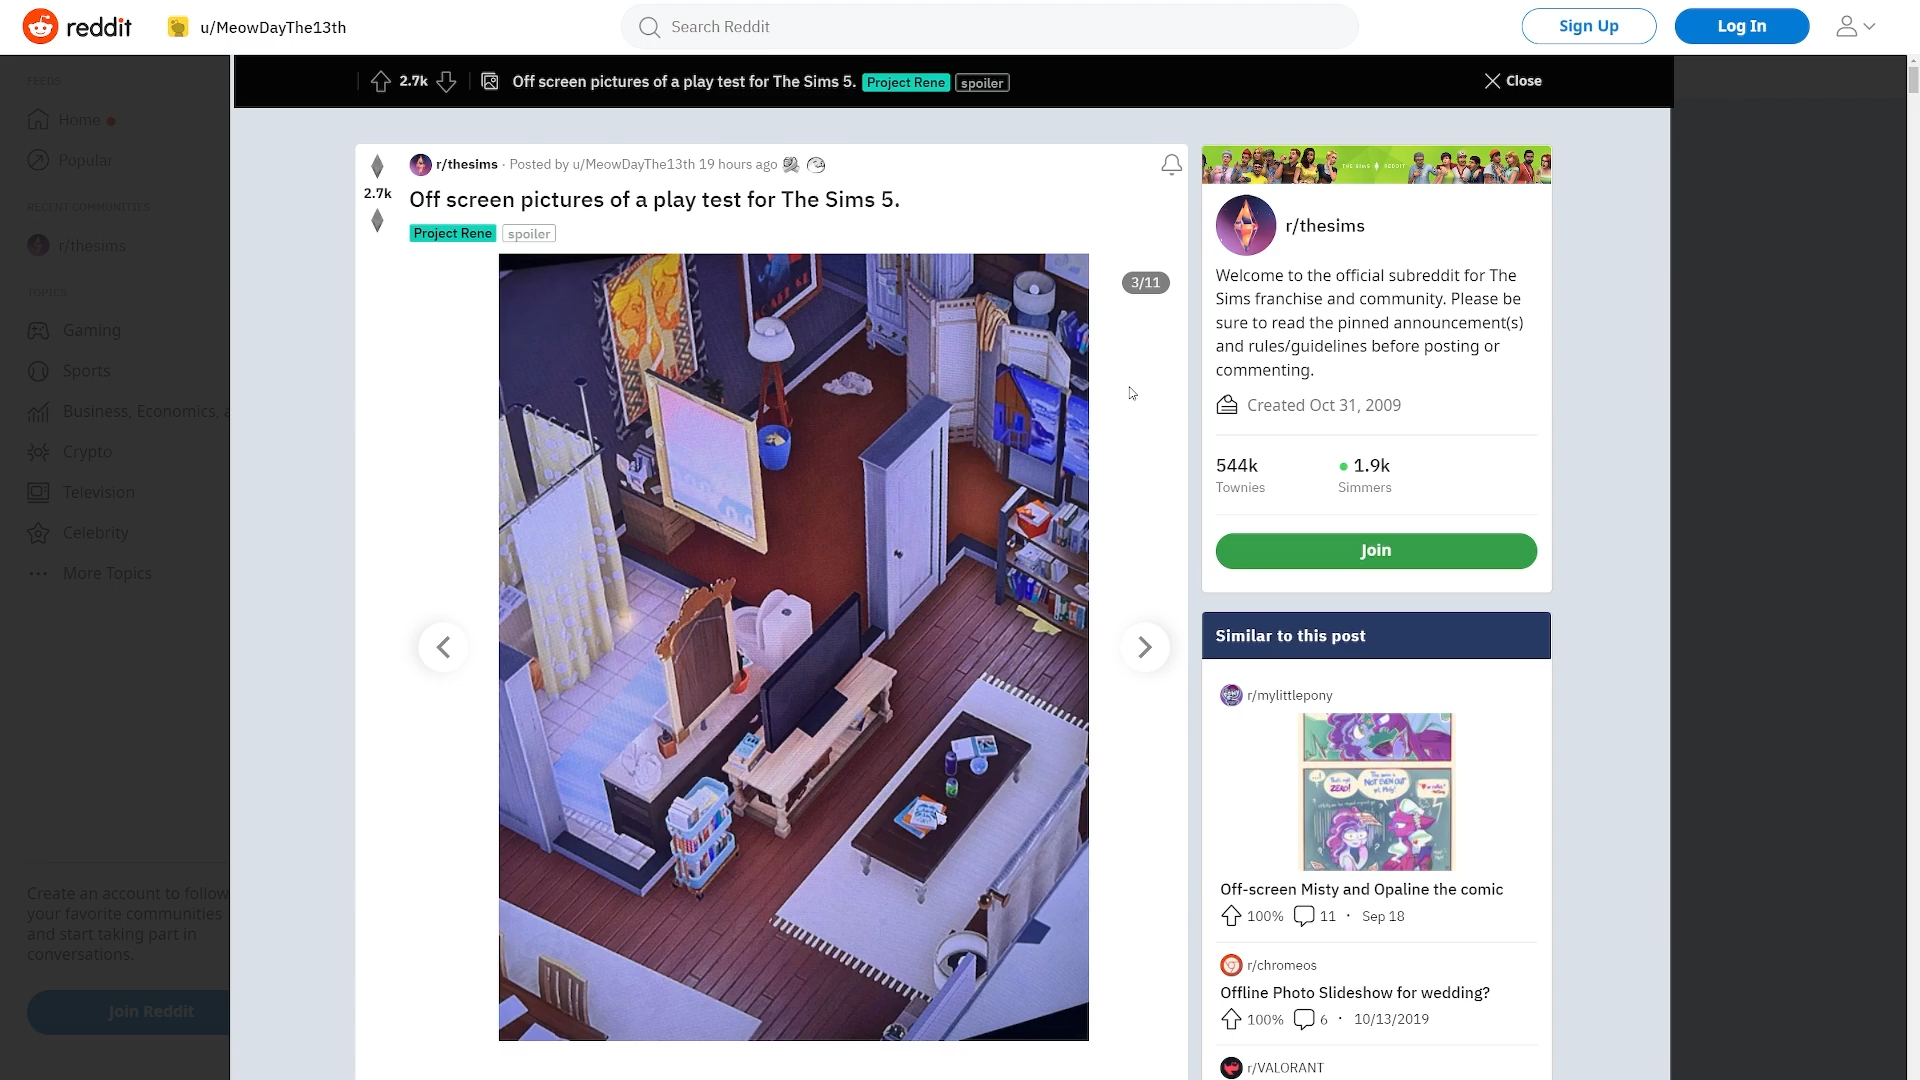 reddit
u/MeowDayThe13th
Search Reddit
Sign Up
Log In
FEEDS
Home
Popular
RECENT COMMUNITIES
r/thesims
TOPICS
Gaming
Sports
Business, Economics, a
Crypto
Television
Celebrity
More Topics
Create an account to follow
your favorite communities
and start taking part in
conversations.
Join Reddit
2.7k
Off screen pictures of a play test for The Sims 5.
Project Rene
spoiler
Close
r/thesims · Posted by u/MeowDayThe13th 19 hours ago
2.7k
Off screen pictures of a play test for The Sims 5.
Project Rene
spoiler
3/11
THE SIMS REDDIT
r/thesims
Welcome to the official subreddit for The
Sims franchise and community. Please be
sure to read the pinned announcement(s)
and rules/guidelines before posting or
commenting.
Created Oct 31, 2009
544k
1.9k
Townies
Simmers
Join
Similar to this post
r/mylittlepony
ZERO!
NOT EVEN OUT
Off-screen Misty and Opaline the comic
100% 11 · Sep 18
r/chromeos
Offline Photo Slideshow for wedding?
100% 6 · 10/13/2019
r/VALORANT